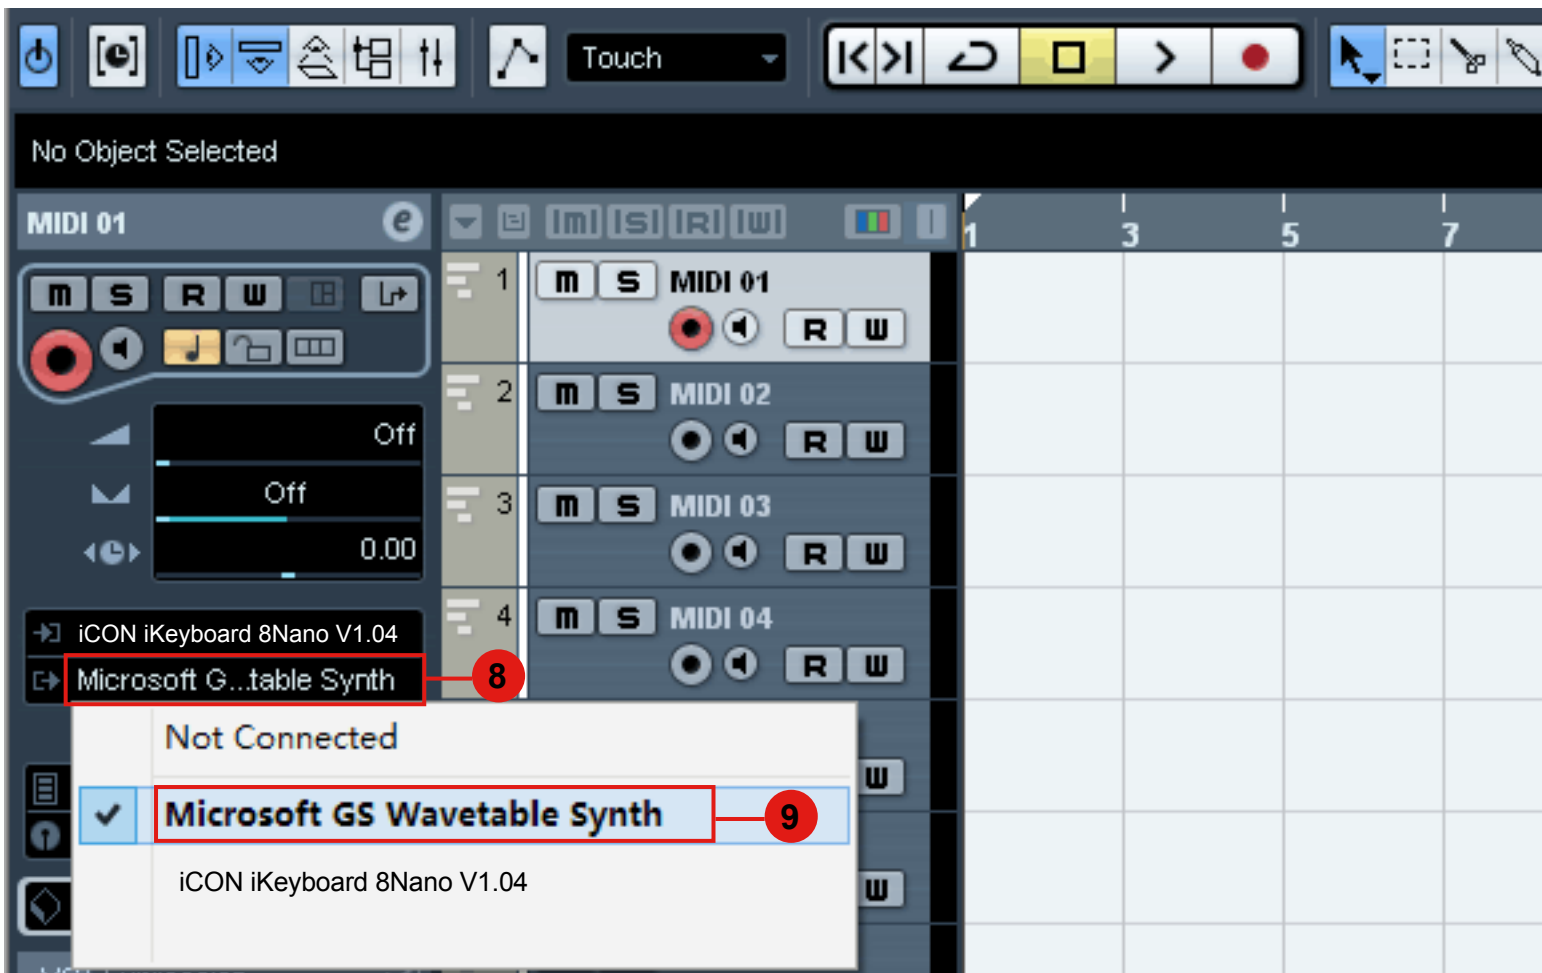 Touch
No Object Selected
MIDI 01
m S R W
1 3 5 7
1 m S MIDI 01
R W
m S R W
2 m S MIDI 02
R W
Off
Off
3 m S MIDI 03
R W
0.00
4 m S MIDI 04
R W
iCON iKeyboard 8Nano V1.04
Microsoft G...table Synth
8
Not Connected
W
Microsoft GS Wavetable Synth
9
iCON iKeyboard 8Nano V1.04
W